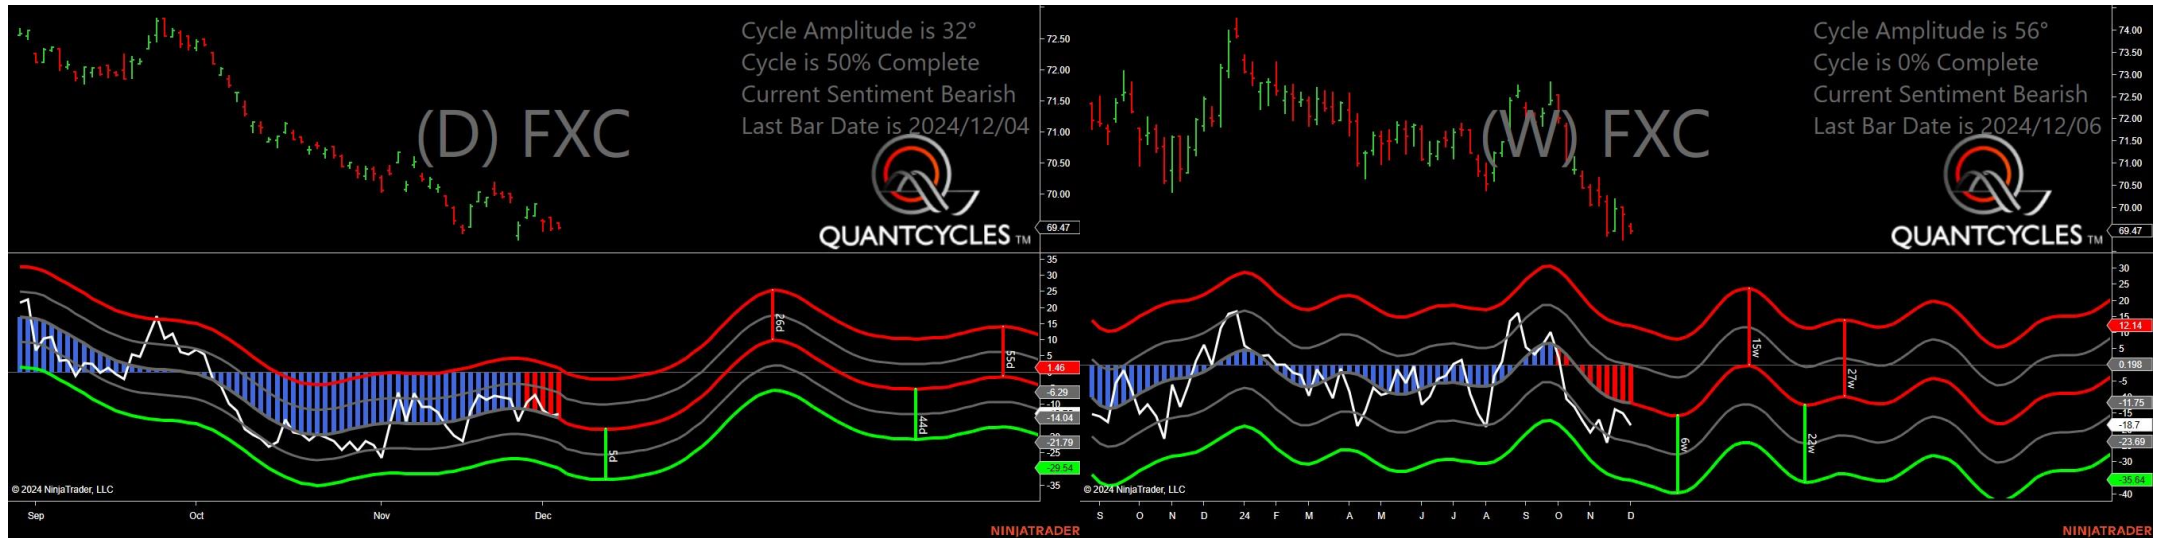 Cycle Amplitude is 32°
Cycle is 50% Complete
Current Sentiment Bearish
Last Bar Date is 2024/12/04
(D) FXC
QUANTCYCLES TM
72.50
72.00
71.50
71.00
70.50
70.00
69.47
35
30
25
20
15
10
5
1.46
-6.29
-10
-14.04
-21.79
-25
-29.54
-35
26d
55d
44d
5d
© 2024 NinjaTrader, LLC
Sep Oct Nov Dec
NINJATRADER
Cycle Amplitude is 56°
Cycle is 0% Complete
Current Sentiment Bearish
Last Bar Date is 2024/12/06
(W) FXC
QUANTCYCLES TM
74.00
73.50
73.00
72.50
72.00
71.50
71.00
70.50
70.00
69.47
30
25
20
15
12.14
10
5
0.198
-5
-11.75
-15
-18.7
-23.69
-30
-35.64
-40
15w
27w
6w
22w
© 2024 NinjaTrader, LLC
S O N D 24 F M A M J J A S O N D
NINJATRADER